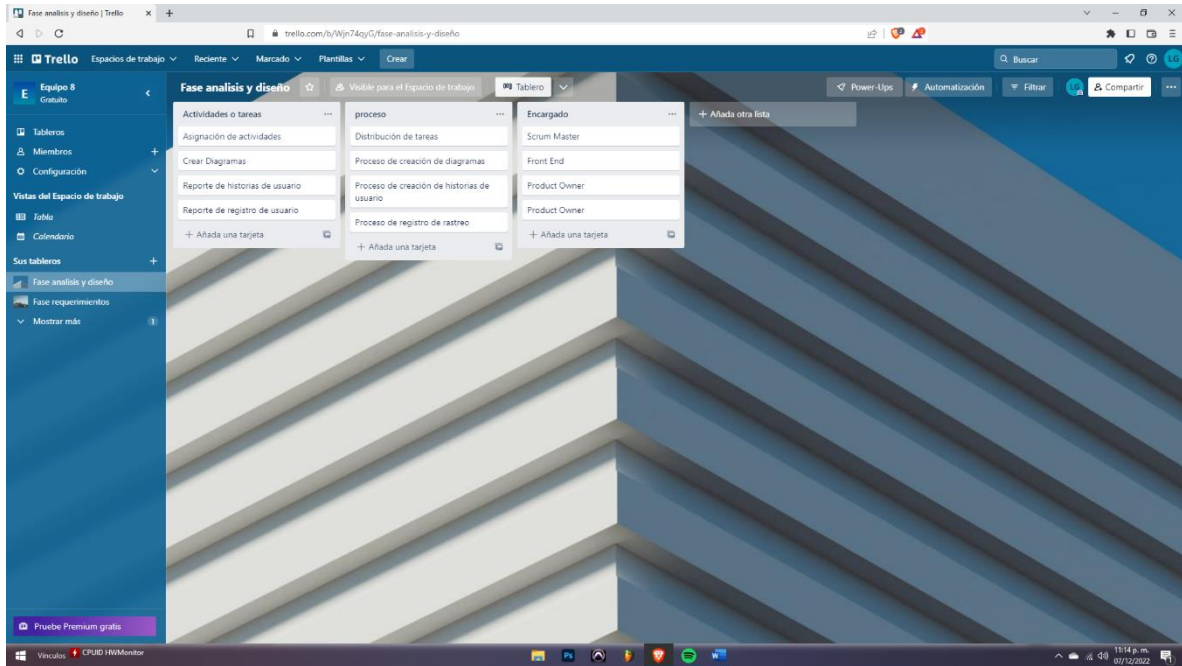 Fase analisis y diseño | Trello
trello.com/b/Wjn74qyG/fase-analisis-y-diseño
Trello Espacios de trabajo Reciente Marcado Plantillas Crear
Buscar
LG
E
Equipo 8
Gratuito
Fase analisis y diseño
Visible para el Espacio de trabajo
Tablero
Power-Ups
Automatización
Filtrar
LG
Compartir
Tableros
Miembros
Configuración
Vistas del Espacio de trabajo
Tabla
Calendario
Sus tableros
Fase analisis y diseño
Fase requerimientos
Mostrar más 1
Pruebe Premium gratis
Actividades o tareas
Asignación de actividades
Crear Diagramas
Reporte de historias de usuario
Reporte de registro de usuario
+ Añada una tarjeta
proceso
Distribución de tareas
Proceso de creación de diagramas
Proceso de creación de historias de
usuario
Proceso de registro de rastreo
+ Añada una tarjeta
Encargado
Scrum Master
Front End
Product Owner
Product Owner
+ Añada una tarjeta
+ Añada otra lista
Vínculos
CPUID HWMonitor
Ps
11:14 p. m.
07/12/2022